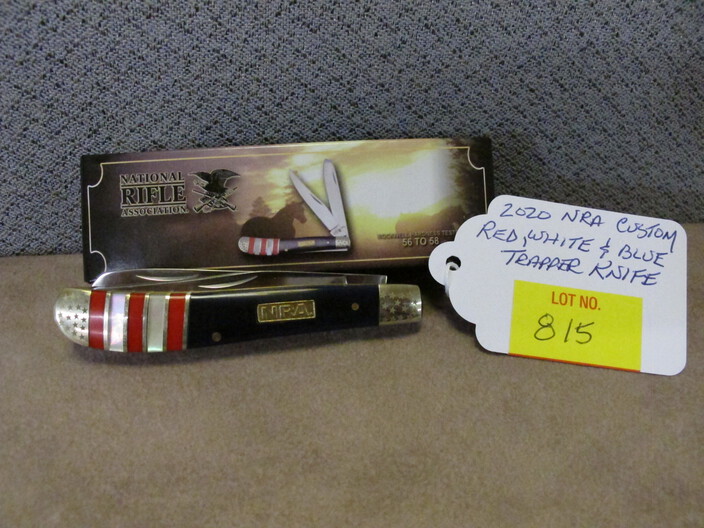 NATIONAL
RIFLE
ASSOCIATION
56 TO 58
NRA
2020 NRA CUSTOM
RED, WHITE & BLUE
TRAPPER KNIFE
LOT NO.
815